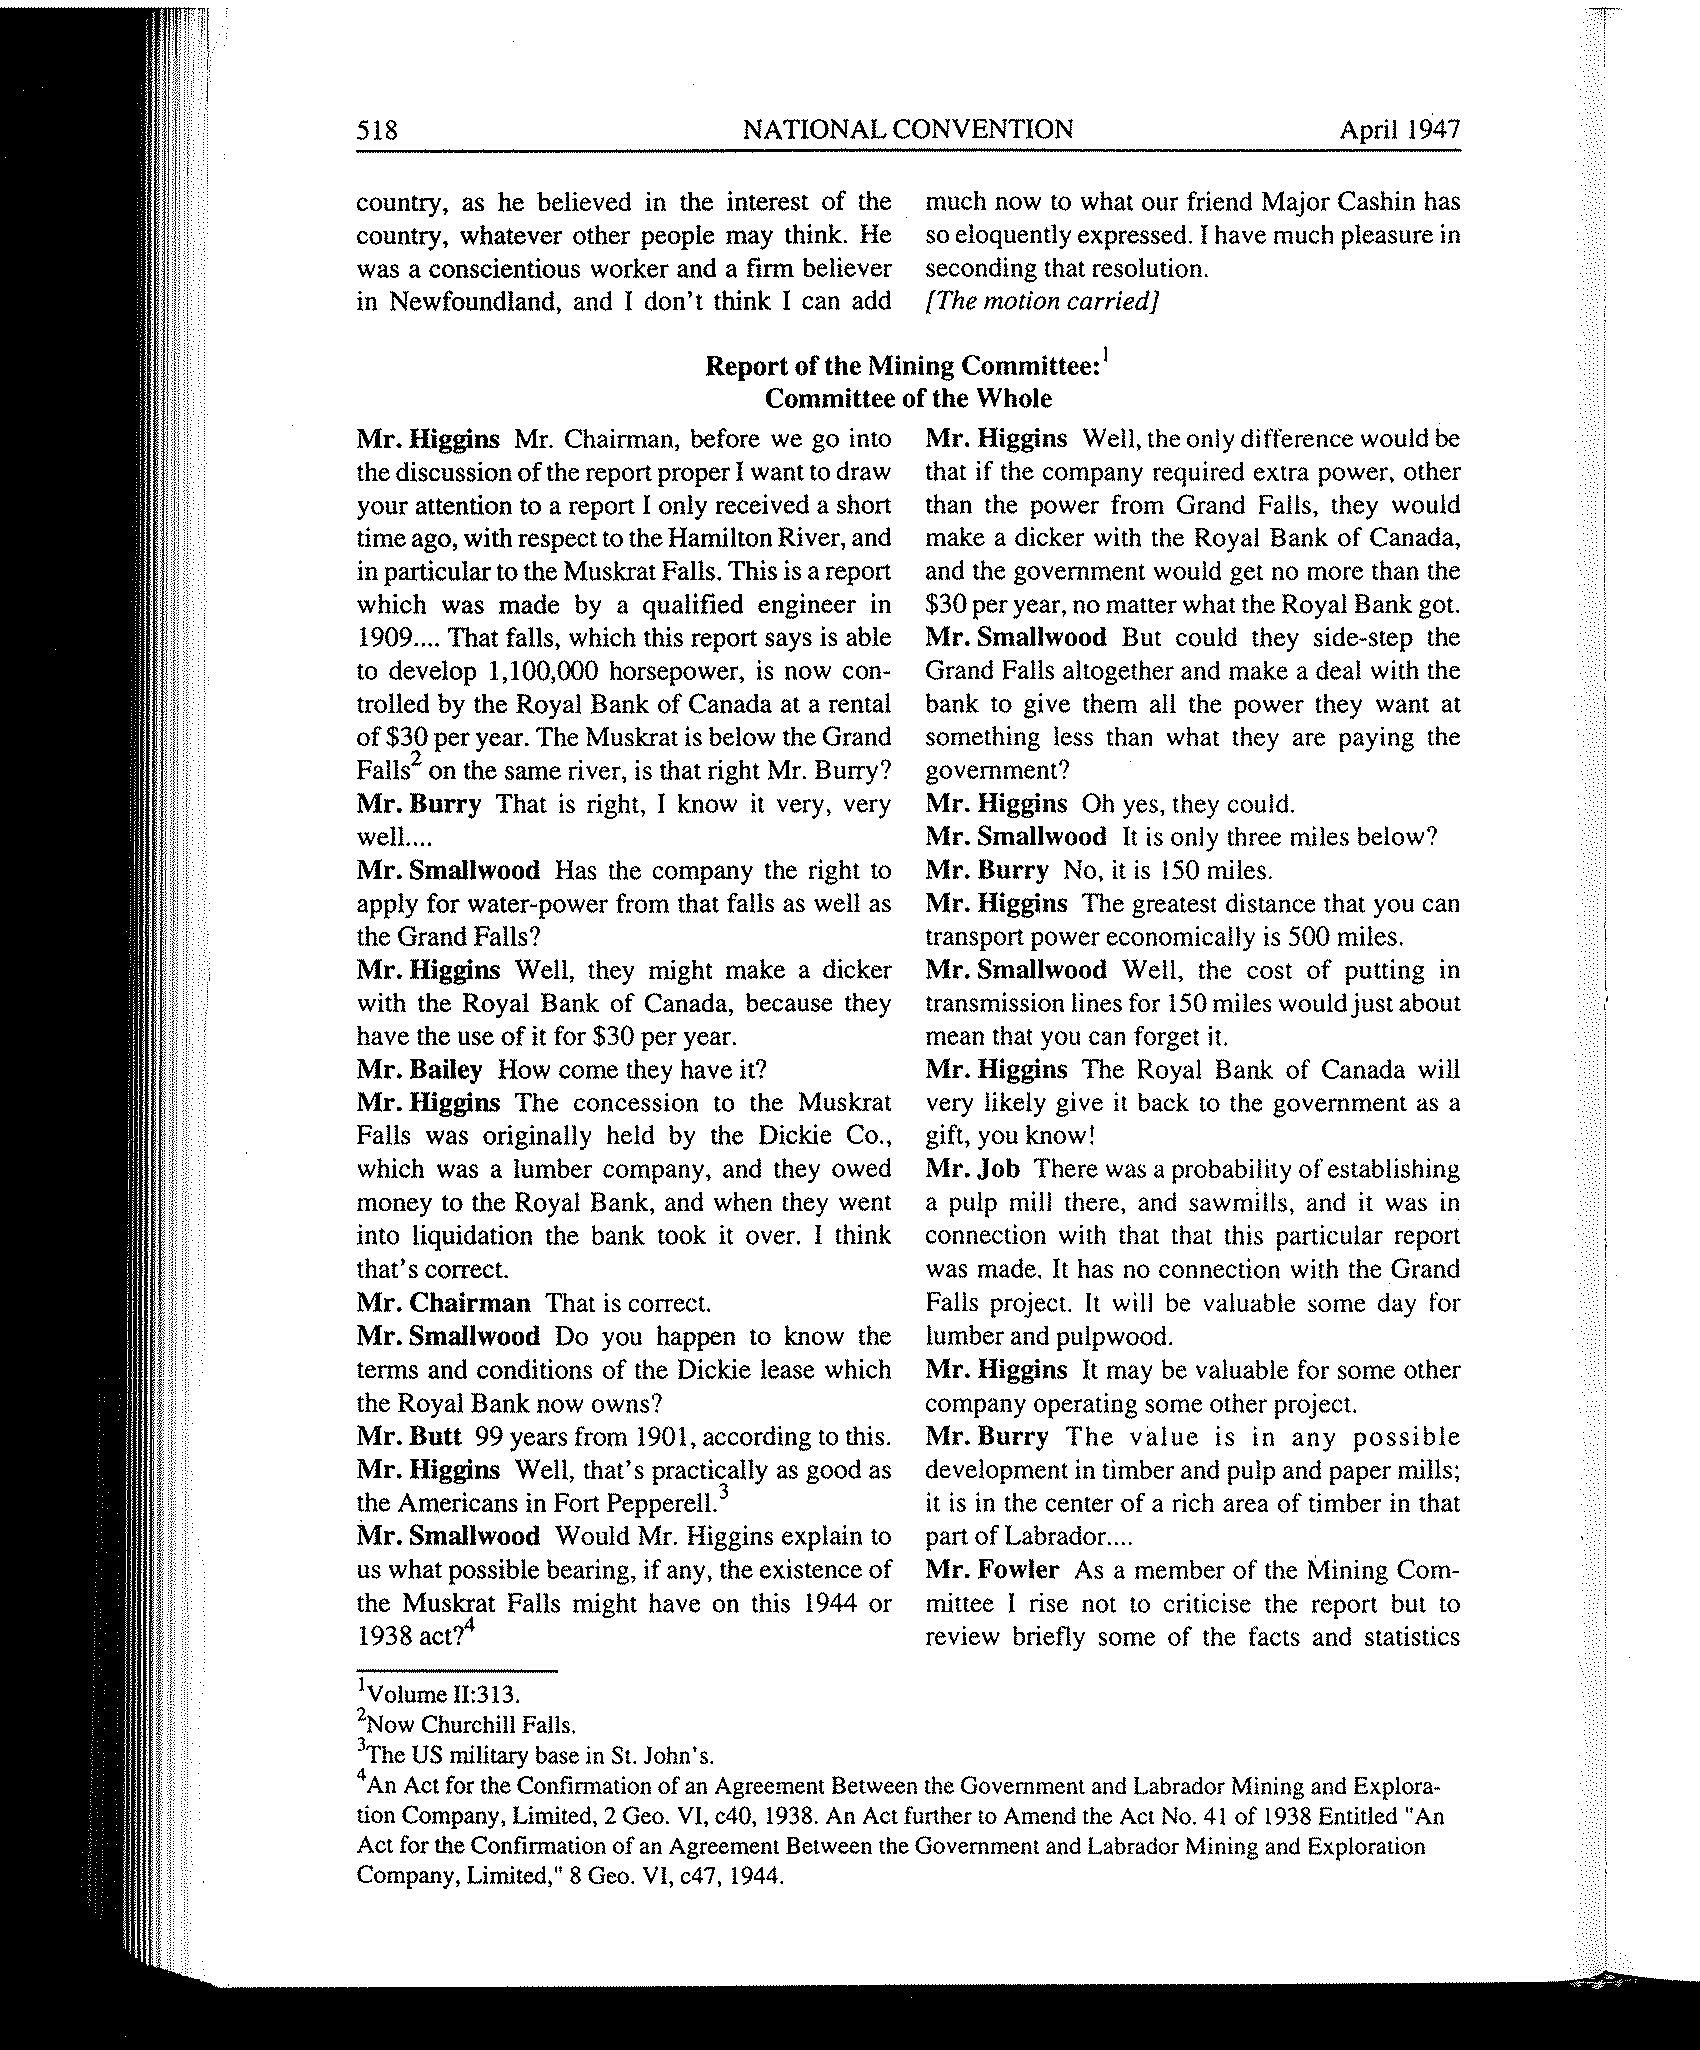 518 NATIONAL CONVENTION April 1947
country, as he believed in the interest of the
country, whatever other people may think. He
was a conscientious worker and a firm believer
in Newfoundland, and I don't think I can add
much now to what our friend Major Cashin has
so eloquently expressed. I have much pleasure in
seconding that resolution.
[The motion carried]
Report of the Mining Committee:1
Committee of the Whole
Mr. Higgins Mr. Chairman, before we go into
the discussion of the report proper I want to draw
your attention to a report I only received a short
time ago, with respect to the Hamilton River, and
in particular to the Muskrat Falls. This is a report
which was made by a qualified engineer in
1909.... That falls, which this report says is able
to develop 1,100,000 horsepower, is now con-
trolled by the Royal Bank of Canada at a rental
of $30 per year. The Muskrat is below the Grand
Falls2 on the same river, is that right Mr. Burry?
Mr. Burry That is right, I know it very, very
well....
Mr. Smallwood Has the company the right to
apply for water-power from that falls as well as
the Grand Falls?
Mr. Higgins Well, they might make a dicker
with the Royal Bank of Canada, because they
have the use of it for $30 per year.
Mr. Bailey How come they have it?
Mr. Higgins The concession to the Muskrat
Falls was originally held by the Dickie Co.,
which was a lumber company, and they owed
money to the Royal Bank, and when they went
into liquidation the bank took it over. I think
that's correct.
Mr. Chairman That is correct.
Mr. Smallwood Do you happen to know the
terms and conditions of the Dickie lease which
the Royal Bank now owns?
Mr. Butt 99 years from 1901, according to this.
Mr. Higgins Well, that's practically as good as
the Americans in Fort Pepperell.3
Mr. Smallwood Would Mr. Higgins explain to
us what possible bearing, if any, the existence of
the Muskrat Falls might have on this 1944 or
1938 act?4
Mr. Higgins Well, the only difference would be
that if the company required extra power, other
than the power from Grand Falls, they would
make a dicker with the Royal Bank of Canada,
and the government would get no more than the
$30 per year, no matter what the Royal Bank got.
Mr. Smallwood But could they side-step the
Grand Falls altogether and make a deal with the
bank to give them all the power they want at
something less than what they are paying the
government?
Mr. Higgins Oh yes, they could.
Mr. Smallwood It is only three miles below?
Mr. Burry No, it is 150 miles.
Mr. Higgins The greatest distance that you can
transport power economically is 500 miles.
Mr. Smallwood Well, the cost of putting in
transmission lines for 150 miles would just about
mean that you can forget it.
Mr. Higgins The Royal Bank of Canada will
very likely give it back to the government as a
gift, you know!
Mr. Job There was a probability of establishing
a pulp mill there, and sawmills, and it was in
connection with that that this particular report
was made. It has no connection with the Grand
Falls project. It will be valuable some day for
lumber and pulpwood.
Mr. Higgins It may be valuable for some other
company operating some other project.
Mr. Burry The value is in any possible
development in timber and pulp and paper mills;
it is in the center of a rich area of timber in that
part of Labrador....
Mr. Fowler As a member of the Mining Com-
mittee I rise not to criticise the report but to
review briefly some of the facts and statistics
1Volume II:313.
2Now Churchill Falls.
3The US military base in St. John's.
4An Act for the Confirmation of an Agreement Between the Government and Labrador Mining and Explora-
tion Company, Limited, 2 Geo. VI, c40, 1938. An Act further to Amend the Act No. 41 of 1938 Entitled "An
Act for the Confirmation of an Agreement Between the Government and Labrador Mining and Exploration
Company, Limited," 8 Geo. VI, c47, 1944.